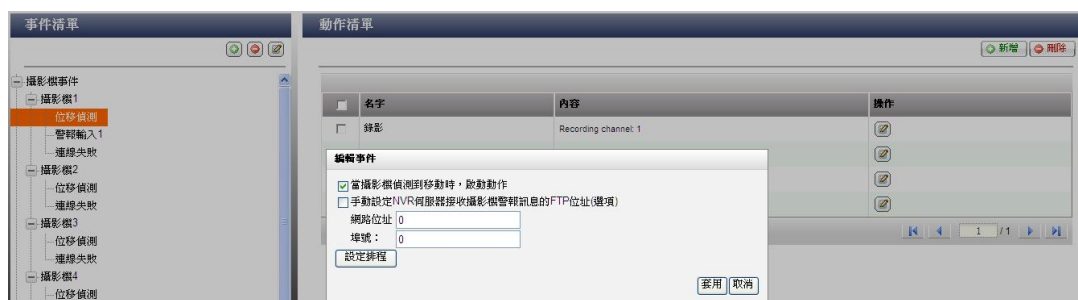 事件清單
動作清單
新增 刪除
攝影機事件
攝影機1
位移偵測
警報輸入1
連線失敗
攝影機2
位移偵測
連線失敗
攝影機3
位移偵測
連線失敗
攝影機4
位移偵測
名字 內容 操作
錄影 Recording channel: 1
編輯事件
當攝影機偵測到移動時，啟動動作
手動設定NVR伺服器接收攝影機警報訊息的FTP位址(選項)
網路位址 0
埠號： 0
設定排程
套用 取消
1 / 1